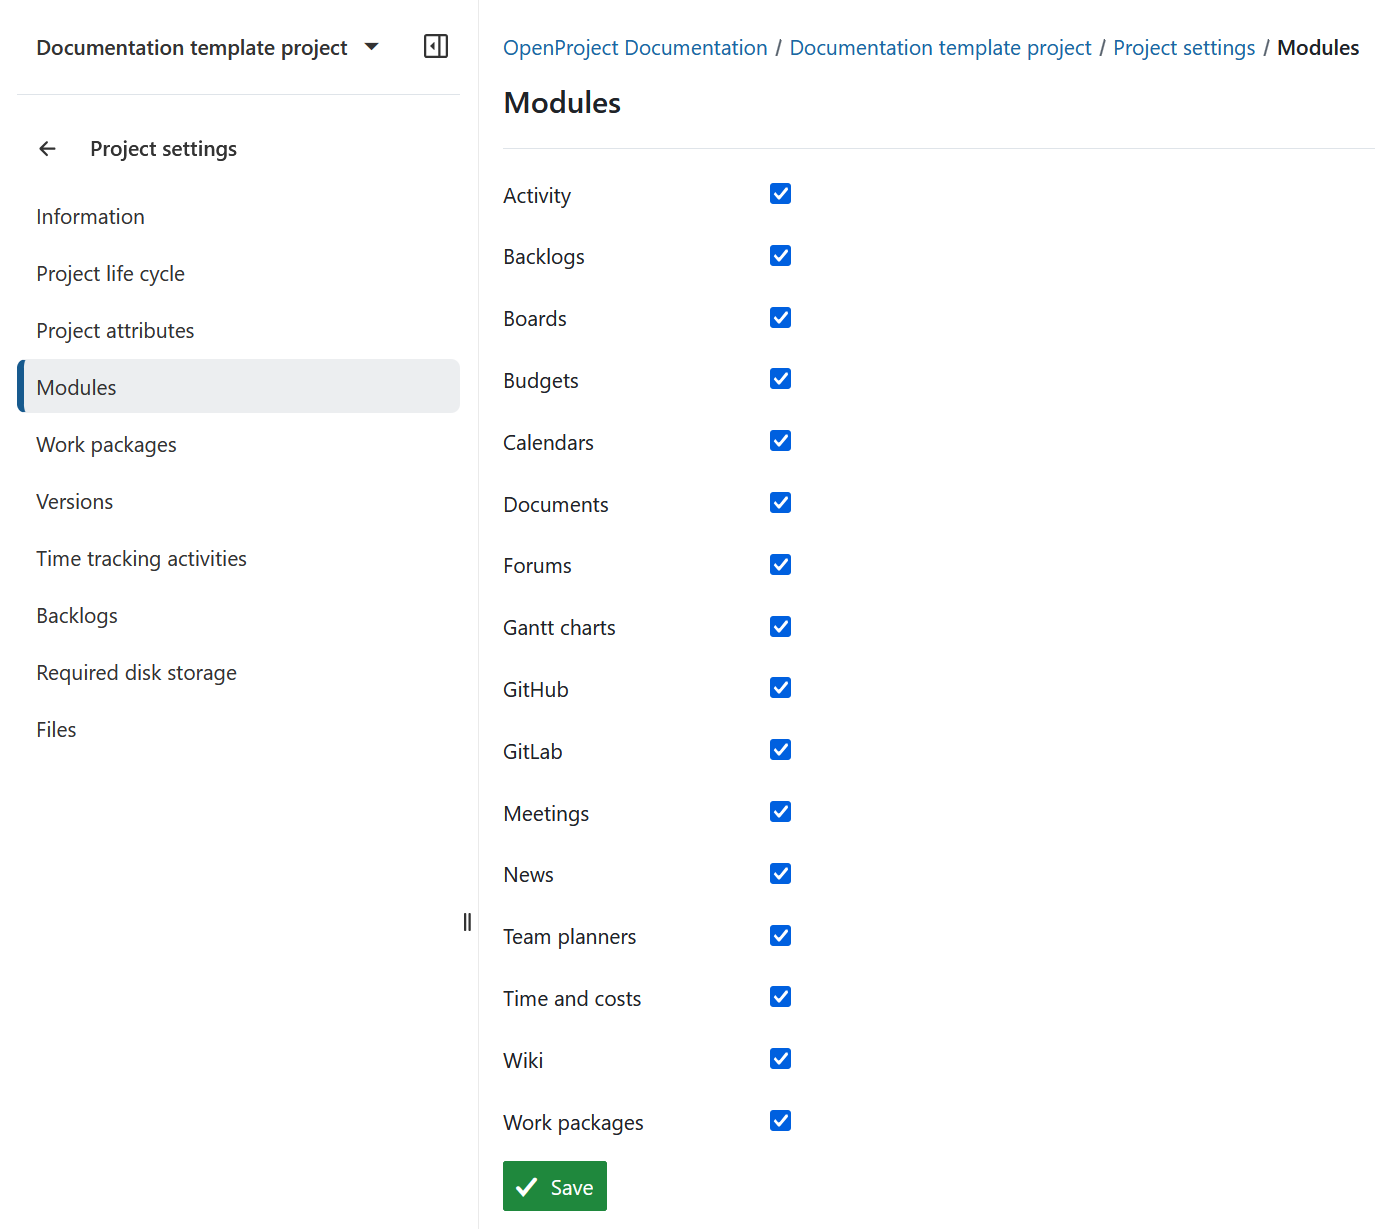 Documentation template project
Project settings
Information
Project life cycle
Project attributes
Modules
Work packages
Versions
Time tracking activities
Backlogs
Required disk storage
Files
OpenProject Documentation / Documentation template project / Project settings / Modules
Modules
Activity
Backlogs
Boards
Budgets
Calendars
Documents
Forums
Gantt charts
GitHub
GitLab
Meetings
News
Team planners
Time and costs
Wiki
Work packages
Save